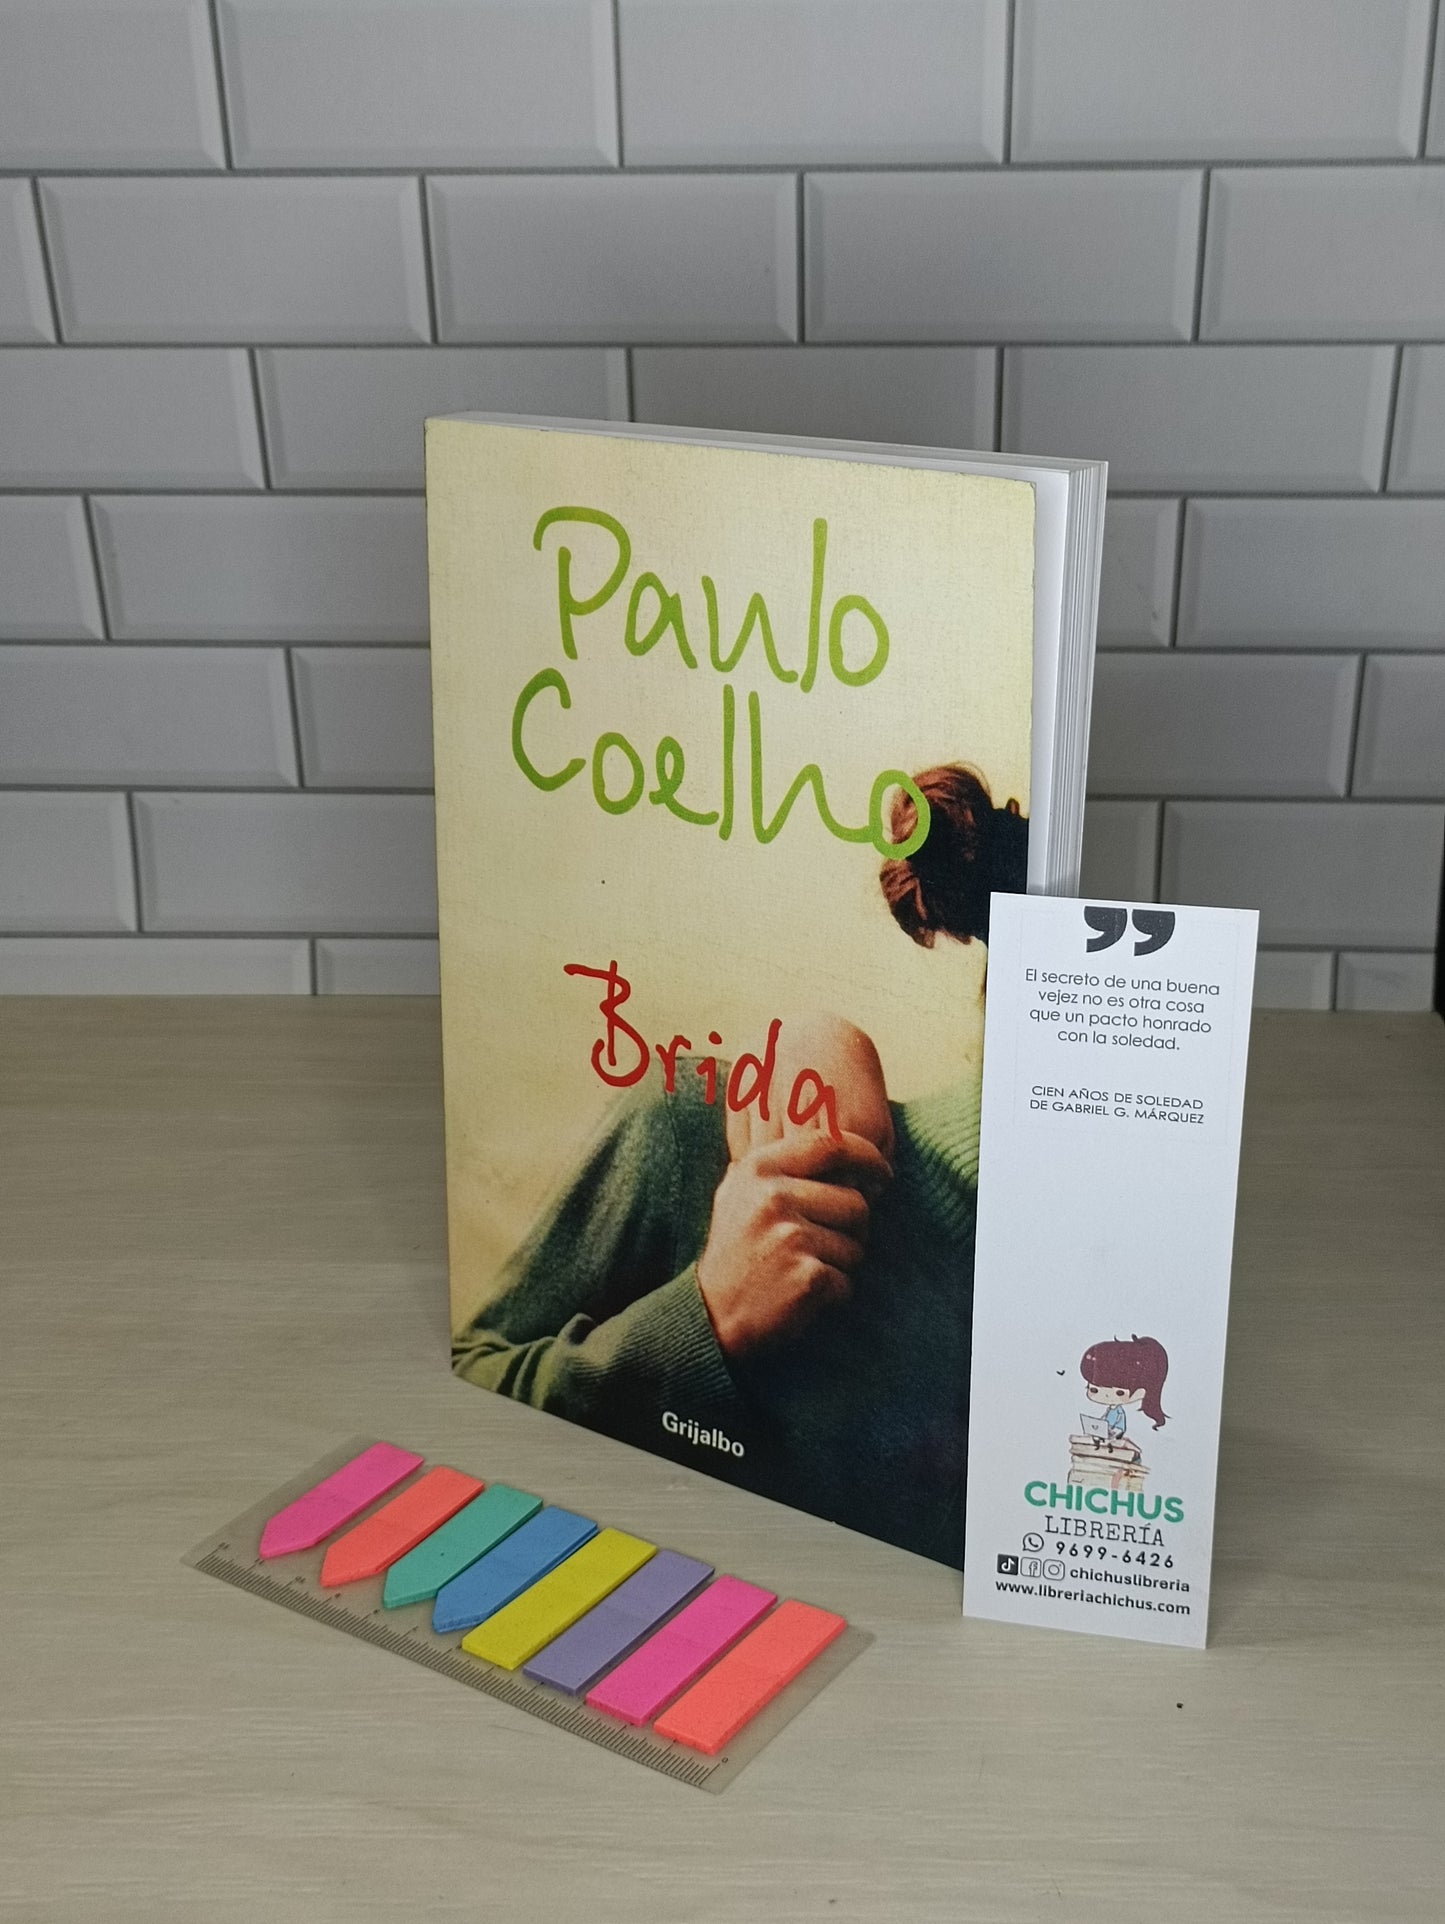 Paulo
Coelho
Brida
Grijalbo
”
El secreto de una buena
vejez no es otra cosa
que un pacto honrado
con la soledad.
CIEN AÑOS DE SOLEDAD
DE GABRIEL G. MÁRQUEZ
CHICHUS
LIBRERÍA
9699-6426
chichuslibreria
www.libreriachichus.com